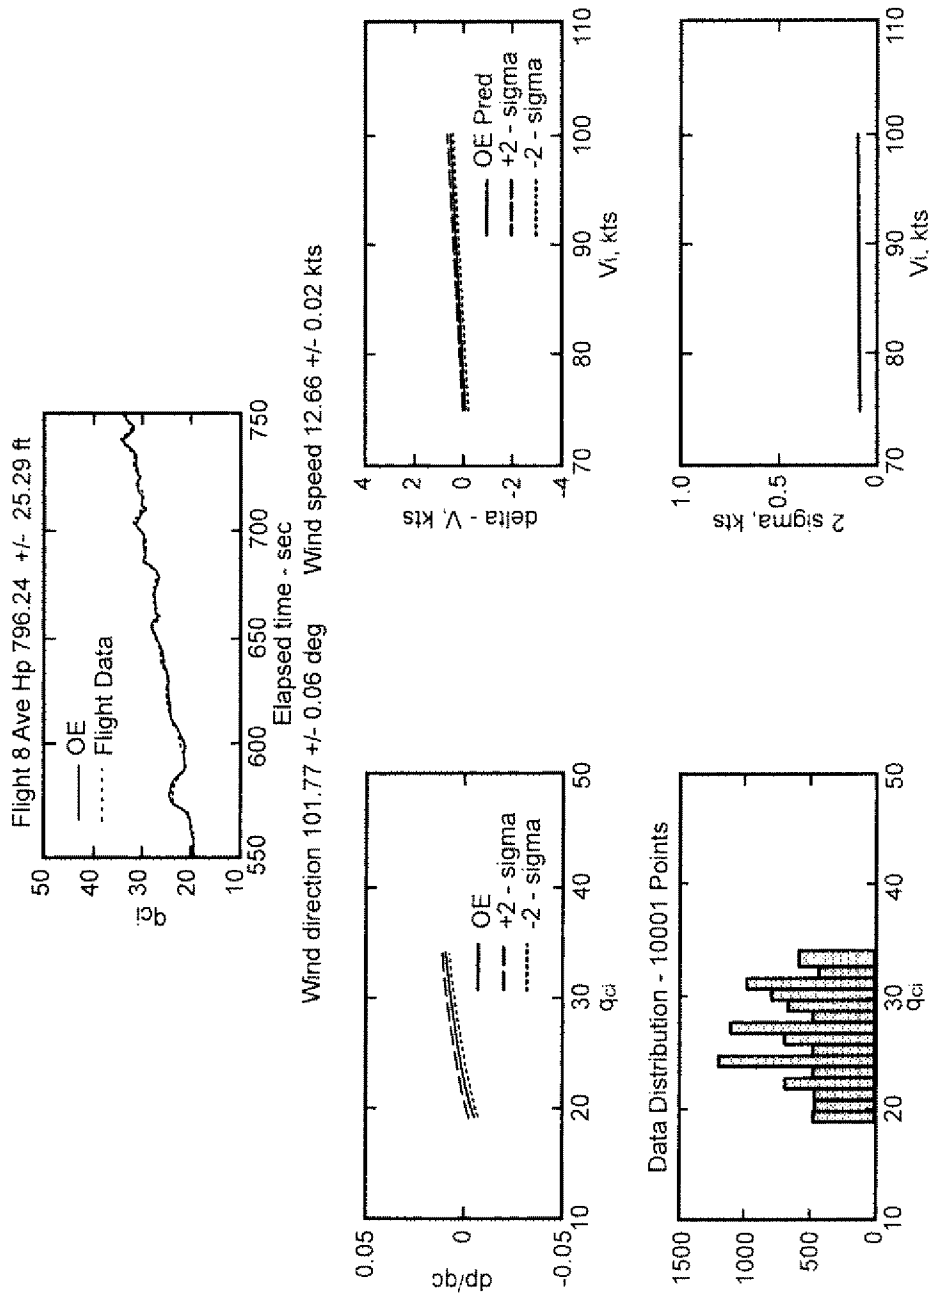 Flight 8 Ave Hp 796.24 +/- 25.29 ft
50
40
30
20
10
qci
OE
Flight Data
550
600
650
700
750
Elapsed time - sec
Wind direction 101.77 +/- 0.06 deg Wind speed 12.66 +/- 0.02 kts
0.05
0
-0.05
dp/qc
OE
+2 - sigma
-2 - sigma
10
20
30
40
50
qci
4
2
0
-2
-4
delta - V, kts
OE Pred
+2 - sigma
-2 - sigma
70
80
90
100
110
Vi, kts
Data Distribution - 10001 Points
1500
1000
500
0
10
20
30
40
50
qci
1.0
0.5
0
2 sigma, kts
70
80
90
100
110
Vi, kts